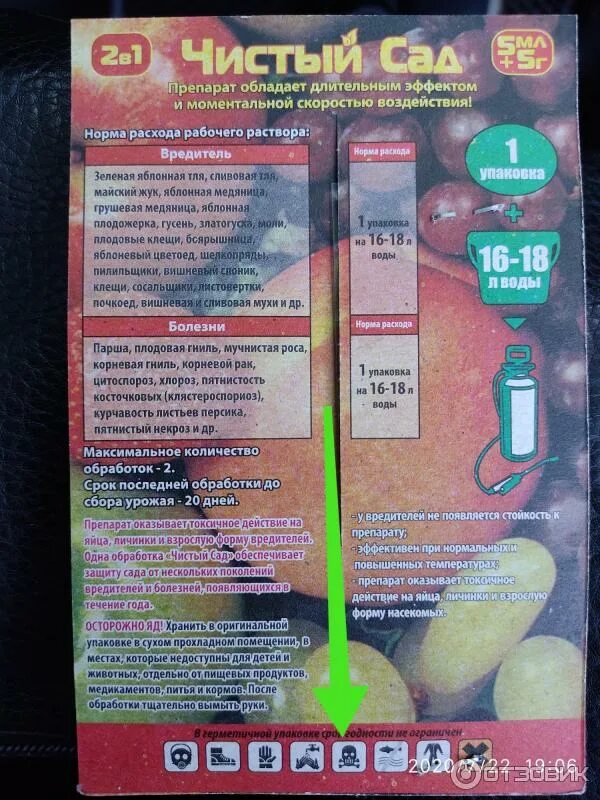 2в1
Чистый Сад
5мл
+5г
Препарат обладает длительным эффектом
и моментальной скоростью воздействия!
Норма расхода рабочего раствора:
Вредитель
Зеленая яблонная тля, сливовая тля,
майский жук, яблонная медяница,
грушевая медяница, яблонная
плодожерка, гусень, златогуска, моли,
плодовые клещи, боярышница,
яблоневый цветоед, шелкопряды,
пилильщики, вишневый слоник,
клещи, сосальщики, листовертки,
почкоед, вишневая и сливовая мухи и др.
Норма расхода
1 упаковка
на 16-18 л
воды
Болезни
Парша, плодовая гниль, мучнистая роса,
корневая гниль, корневой рак,
цитоспороз, хлороз, пятнистость
косточковых (клястероспориоз),
курчавость листьев персика,
пятнистый некроз и др.
Норма расхода
1 упаковка
на 16-18 л
воды
1
упаковка
+
16-18
л воды
Максимальное количество
обработок - 2.
Срок последней обработки до
сбора урожая - 20 дней.
Препарат оказывает токсичное действие на
яйца, личинки и взрослую форму вредителей.
Одна обработка «Чистый Сад» обеспечивает
защиту сада от нескольких поколений
вредителей и болезней, появляющихся в
течение года.
ОСТОРОЖНО ЯД! Хранить в оригинальной
упаковке в сухом прохладном помещении, в
местах, которые недоступны для детей и
животных, отдельно от пищевых продуктов,
медикаментов, питья и кормов. После
обработки тщательно вымыть руки.
- у вредителей не появляется стойкость к
препарату;
- эффективен при нормальных и
повышенных температурах;
- препарат оказывает токсичное
действие на яйца, личинки и взрослую
форму насекомых.
В герметичной упаковке срок годности не ограничен
2020/7/22 19:06
ОТЗОВИК